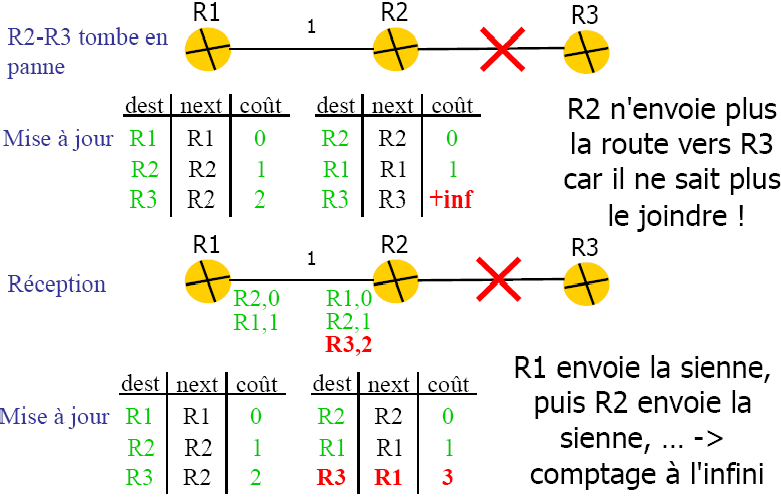 R1 R2 R3
1
R2-R3 tombe en
panne
dest next coût dest next coût
Mise à jour R1 R1 0 R2 R2 0
R2 R2 1 R1 R1 1
R3 R2 2 R3 R3 +inf
R2 n'envoie plus
la route vers R3
car il ne sait plus
le joindre !
R1 R2 R3
1
Réception
R2,0 R1,0
R1,1 R2,1
R3,2
dest next coût dest next coût
Mise à jour R1 R1 0 R2 R2 0
R2 R2 1 R1 R1 1
R3 R2 2 R3 R1 3
R1 envoie la sienne,
puis R2 envoie la
sienne, ... ->
comptage à l'infini